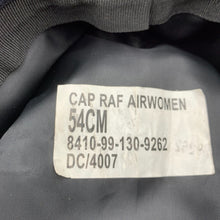 CAP RAF AIRWOMEN
54CM
8410-99-130-9262
DC/4007